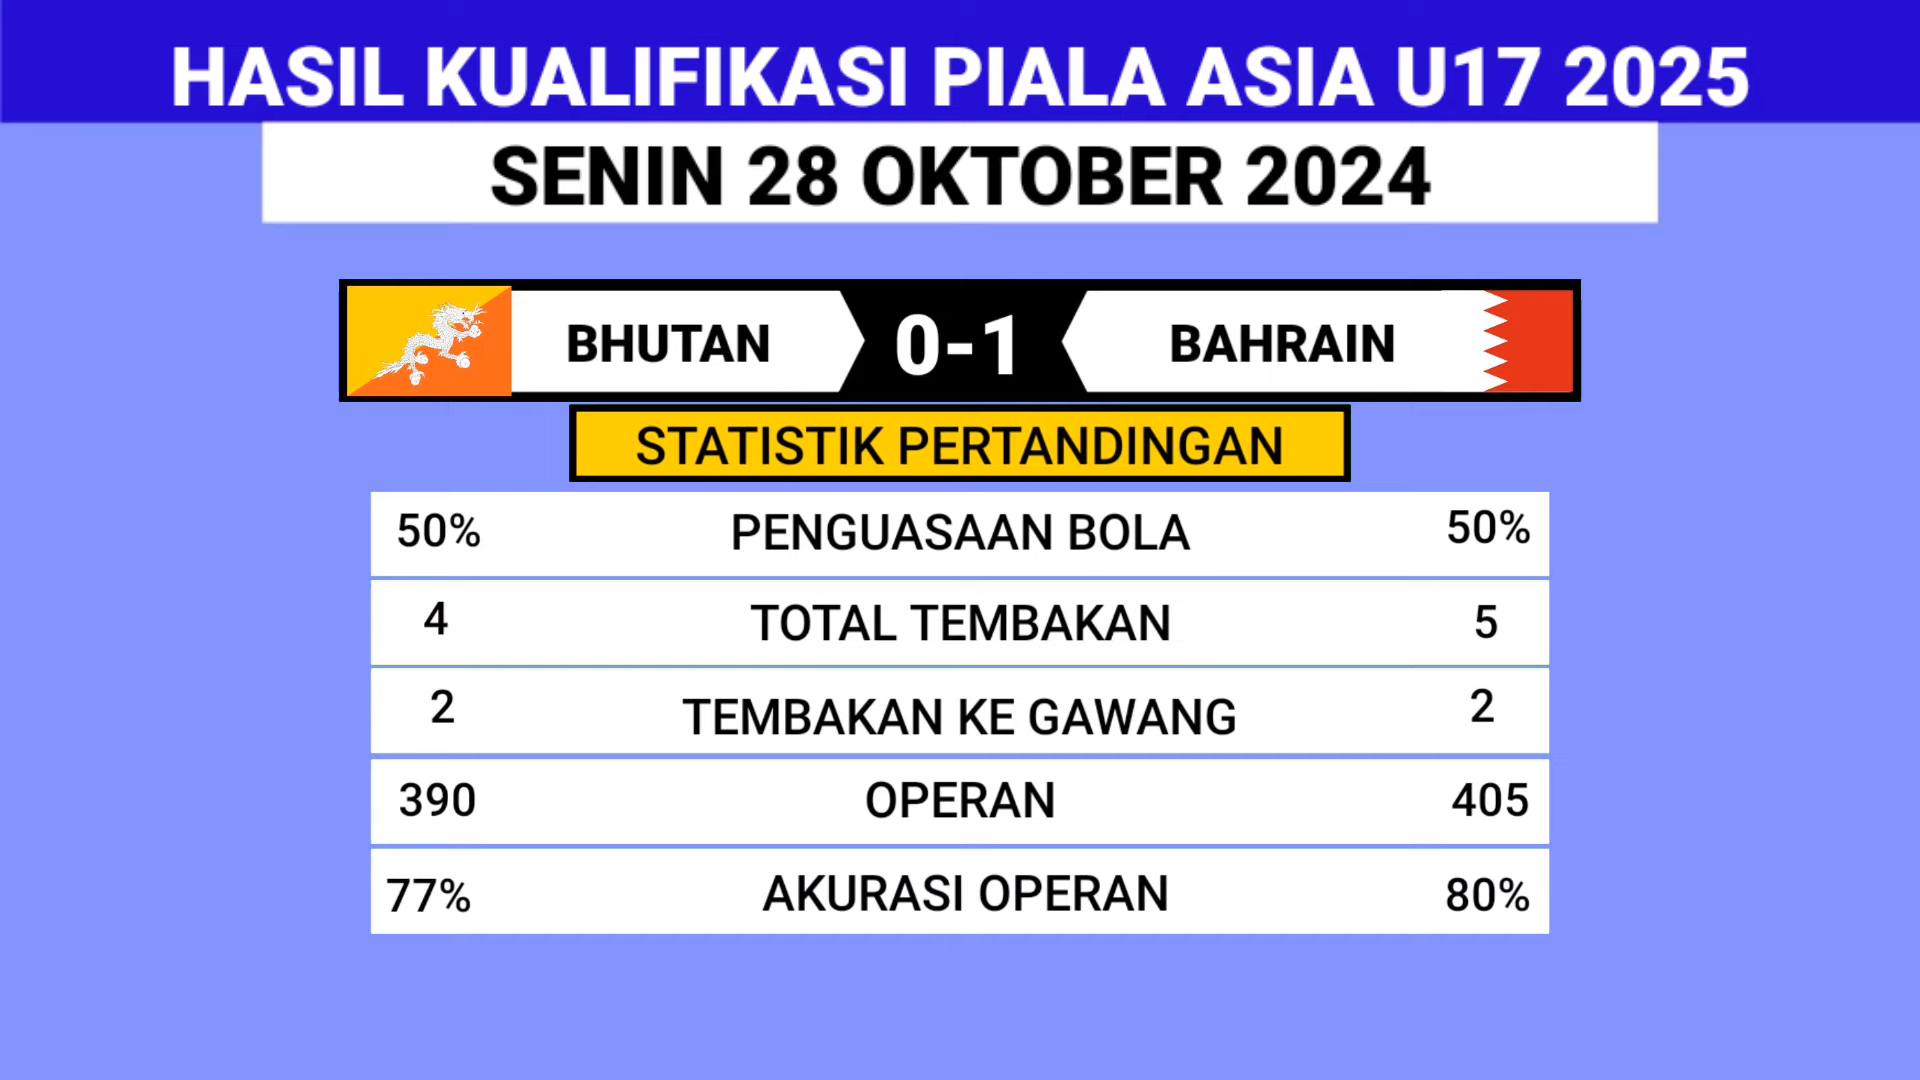 HASIL KUALIFIKASI PIALA ASIA U17 2025
SENIN 28 OKTOBER 2024
BHUTAN 0-1 BAHRAIN
STATISTIK PERTANDINGAN
50% PENGUASAAN BOLA 50%
4 TOTAL TEMBAKAN 5
2 TEMBAKAN KE GAWANG 2
390 OPERAN 405
77% AKURASI OPERAN 80%